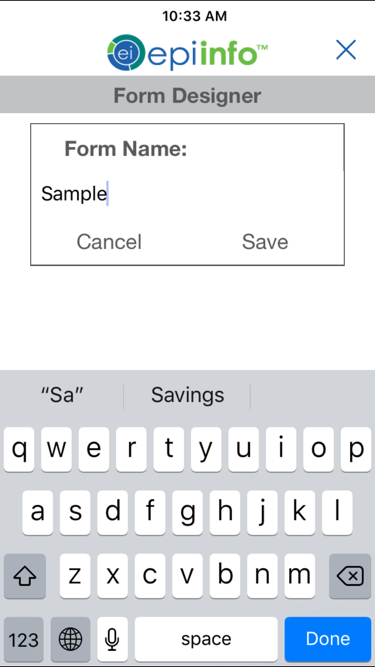 10:33 AM
ei epiinfo™
Form Designer
Form Name:
Sample
Cancel Save
“Sa” Savings
q w e r t y u i o p
a s d f g h j k l
z x c v b n m
123 space Done